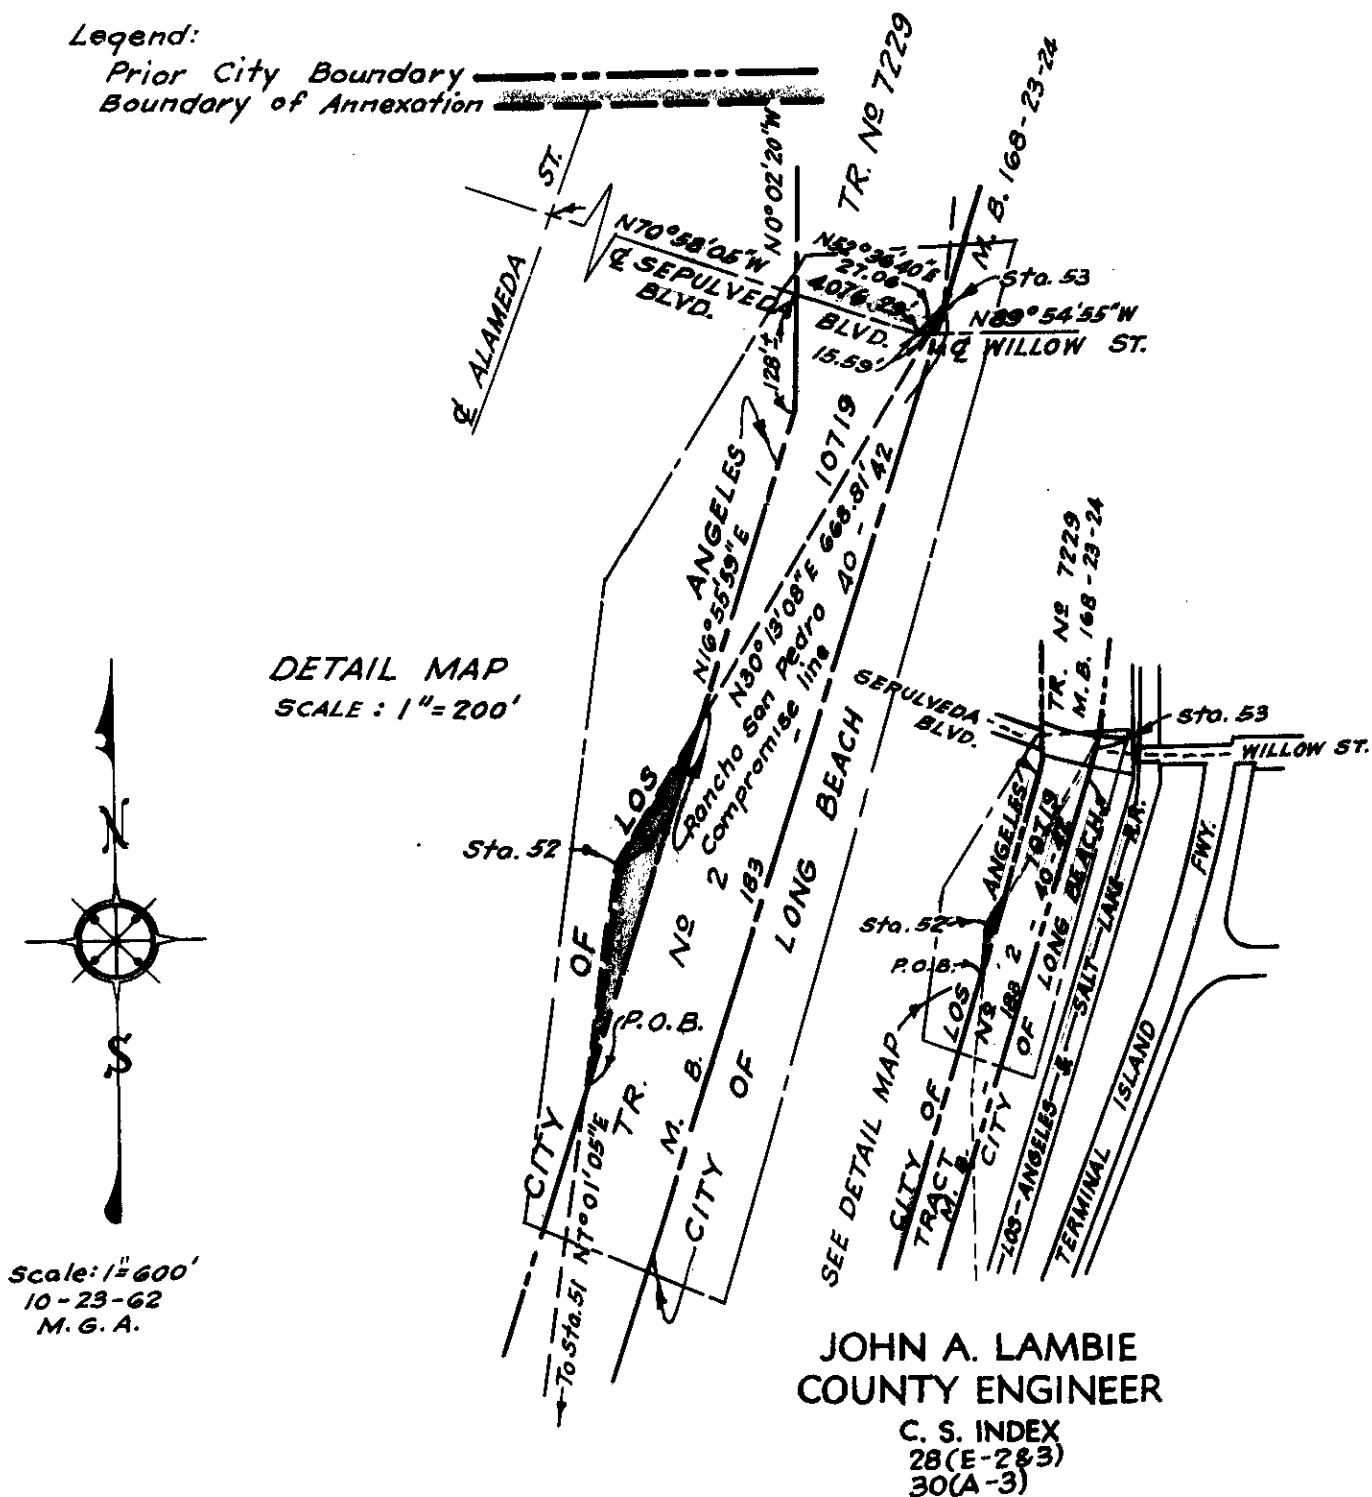 Legend:
Prior City Boundary
Boundary of Annexation
TR. Nº 7229
M. B. 168-23-24
N0°02'20"W
ST.
℄ ALAMEDA
N70°58'05"W
℄ SEPULVEDA
BLVD.
N52°36'40"E
27.06
4076.29'
BLVD.
15.59'
Sta. 53
N89°54'55"W
℄ WILLOW ST.
128'±
ANGELES
10719
N16°55'59"E
N30°13'08"E 668.81'
40-42
Rancho San Pedro
Compromise line
DETAIL MAP
SCALE: 1"=200'
LOS
BEACH
Sta. 52
Nº 2
183
LONG
OF
P.O.B.
TR.
M. B.
OF
CITY
CITY
To Sta. 51 N7°01'05"E
N
S
Scale: 1"=600'
10-23-62
M. G. A.
TR. Nº 7229
M. B. 168-23-24
SEPULVEDA
BLVD.
Sta. 53
WILLOW ST.
ANGELES
10719
BEACH
R.R.
FWY.
Sta. 52
P.O.B.
LOS
Nº 2
183
LONG
LAKE
SALT
OF
SEE DETAIL MAP
CITY OF
TRACT
M. B.
CITY
LOS-ANGELES &
TERMINAL ISLAND
JOHN A. LAMBIE
COUNTY ENGINEER
C. S. INDEX
28(E-2&3)
30(A-3)